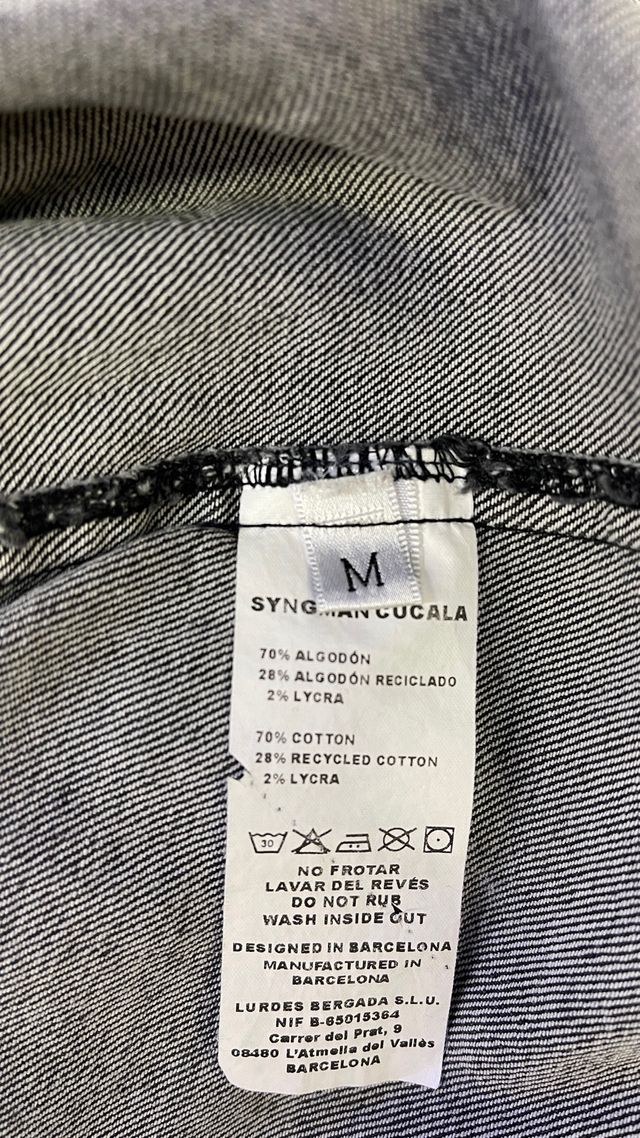 M
SYNGMAN CUCALA
70% ALGODÓN
28% ALGODÓN RECICLADO
2% LYCRA
70% COTTON
28% RECYCLED COTTON
2% LYCRA
30
NO FROTAR
LAVAR DEL REVÉS
DO NOT RUB
WASH INSIDE OUT
DESIGNED IN BARCELONA
MANUFACTURED IN
BARCELONA
LURDES BERGADA S.L.U.
NIF B-65015364
Carrer del Prat, 9
08480 L'Atmella del Vallès
BARCELONA